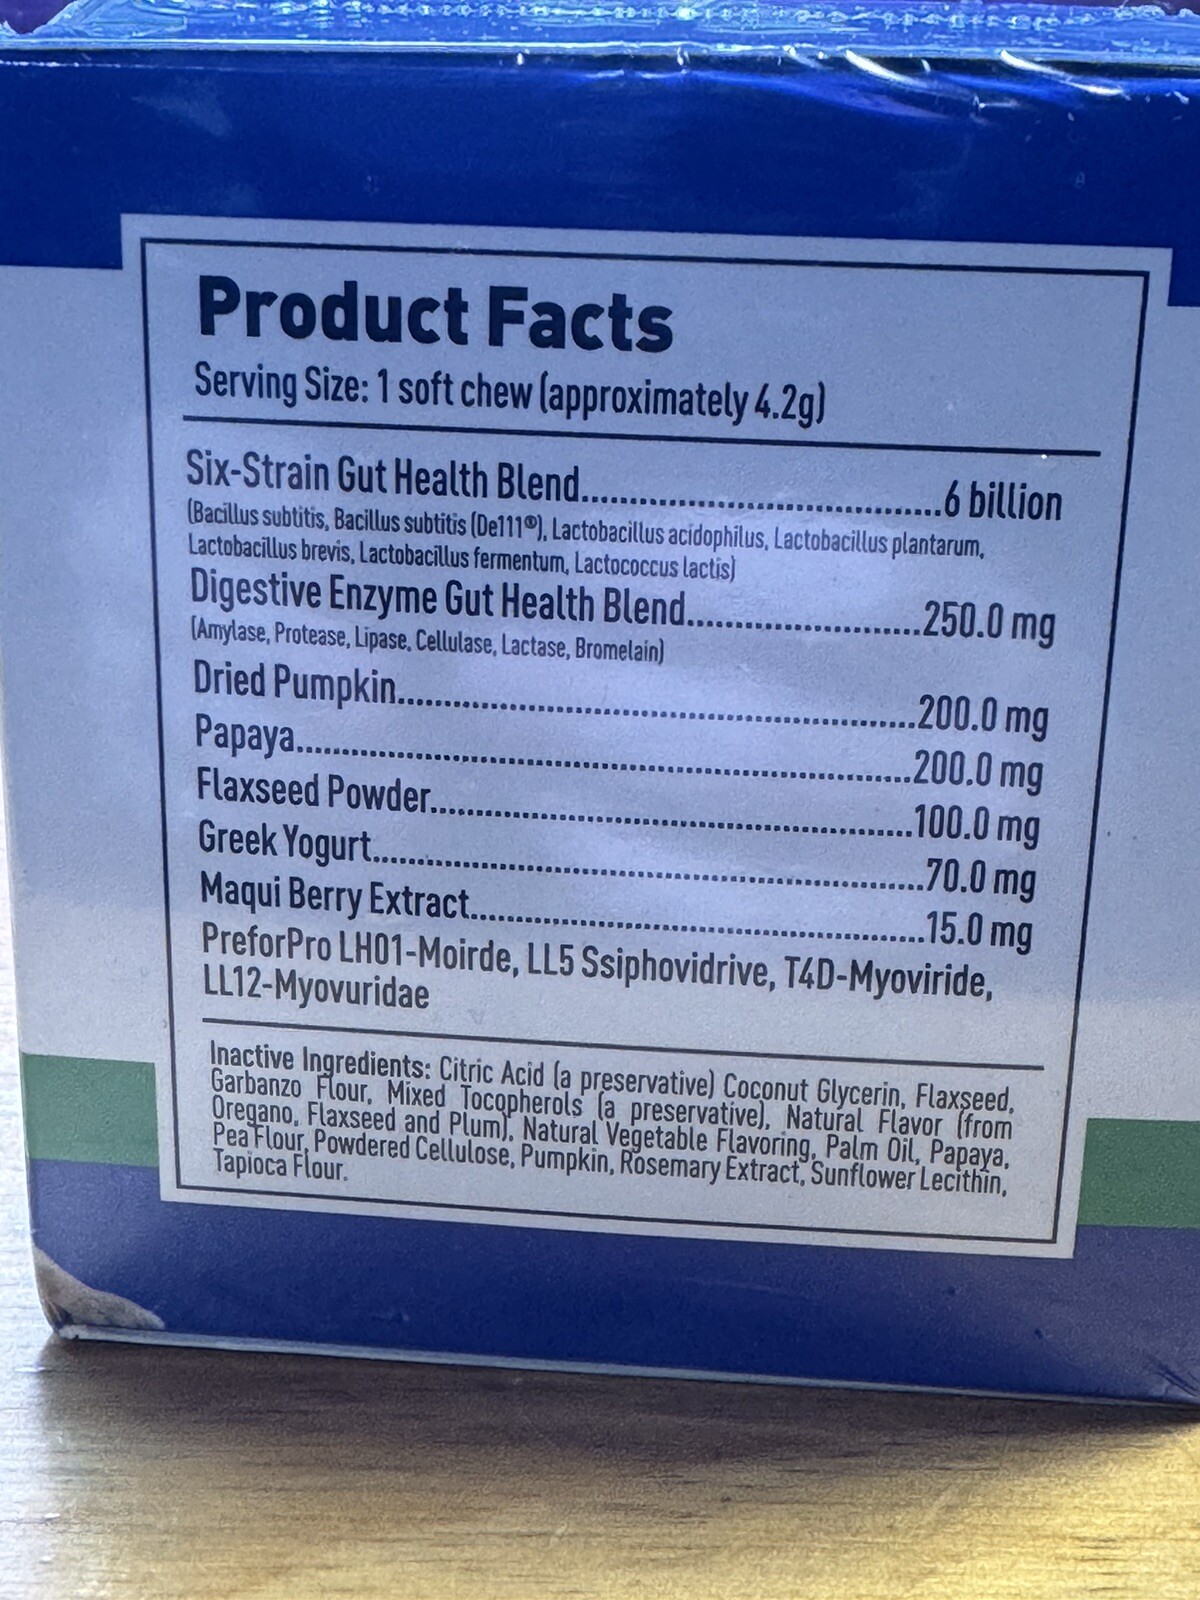 Product Facts
Serving Size: 1 soft chew (approximately 4.2g)
Six-Strain Gut Health Blend..............................6 billion
(Bacillus subtitis, Bacillus subtitis (De111®), Lactobacillus acidophilus, Lactobacillus plantarum,
Lactobacillus brevis, Lactobacillus fermentum, Lactococcus lactis)
Digestive Enzyme Gut Health Blend....................250.0 mg
(Amylase, Protease, Lipase, Cellulase, Lactase, Bromelain)
Dried Pumpkin..............................................200.0 mg
Papaya.......................................................200.0 mg
Flaxseed Powder...........................................100.0 mg
Greek Yogurt.................................................70.0 mg
Maqui Berry Extract........................................15.0 mg
PreforPro LH01-Moirde, LL5 Ssiphovidrive, T4D-Myoviride,
LL12-Myovuridae
Inactive Ingredients: Citric Acid (a preservative) Coconut Glycerin, Flaxseed,
Garbanzo Flour, Mixed Tocopherols (a preservative), Natural Flavor (from
Oregano, Flaxseed and Plum), Natural Vegetable Flavoring, Palm Oil, Papaya,
Pea Flour, Powdered Cellulose, Pumpkin, Rosemary Extract, Sunflower Lecithin,
Tapioca Flour.